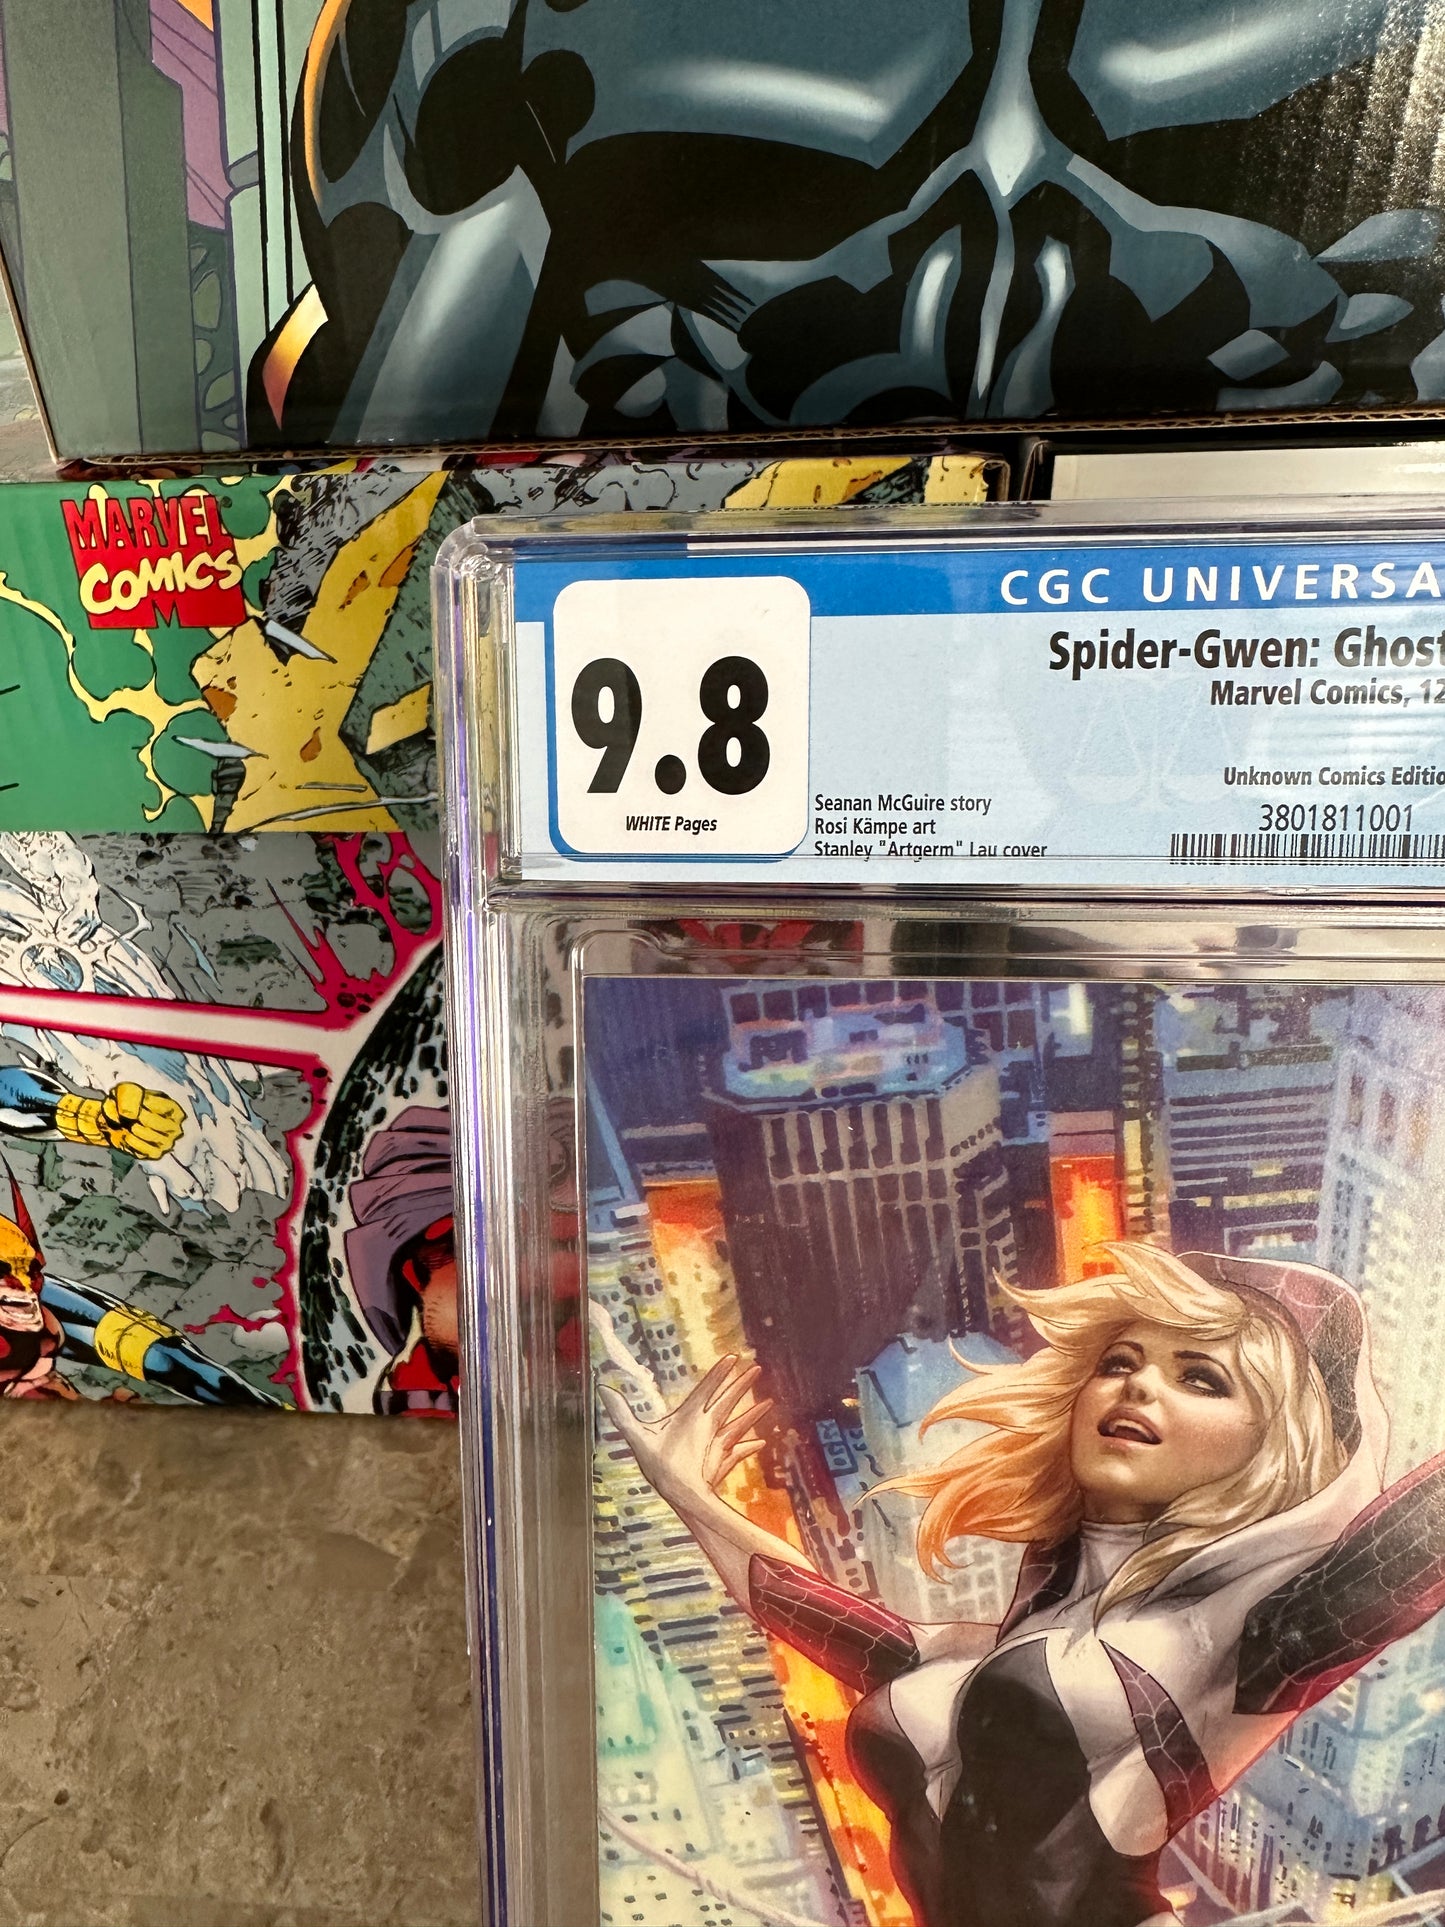 MARVEL
COMICS
M
CGC UNIVERSA
9.8
WHITE Pages
Spider-Gwen: Ghost
Marvel Comics, 12
Unknown Comics Editio
3801811001
Seanan McGuire story
Rosi Kämpe art
Stanley "Artgerm" Lau cover